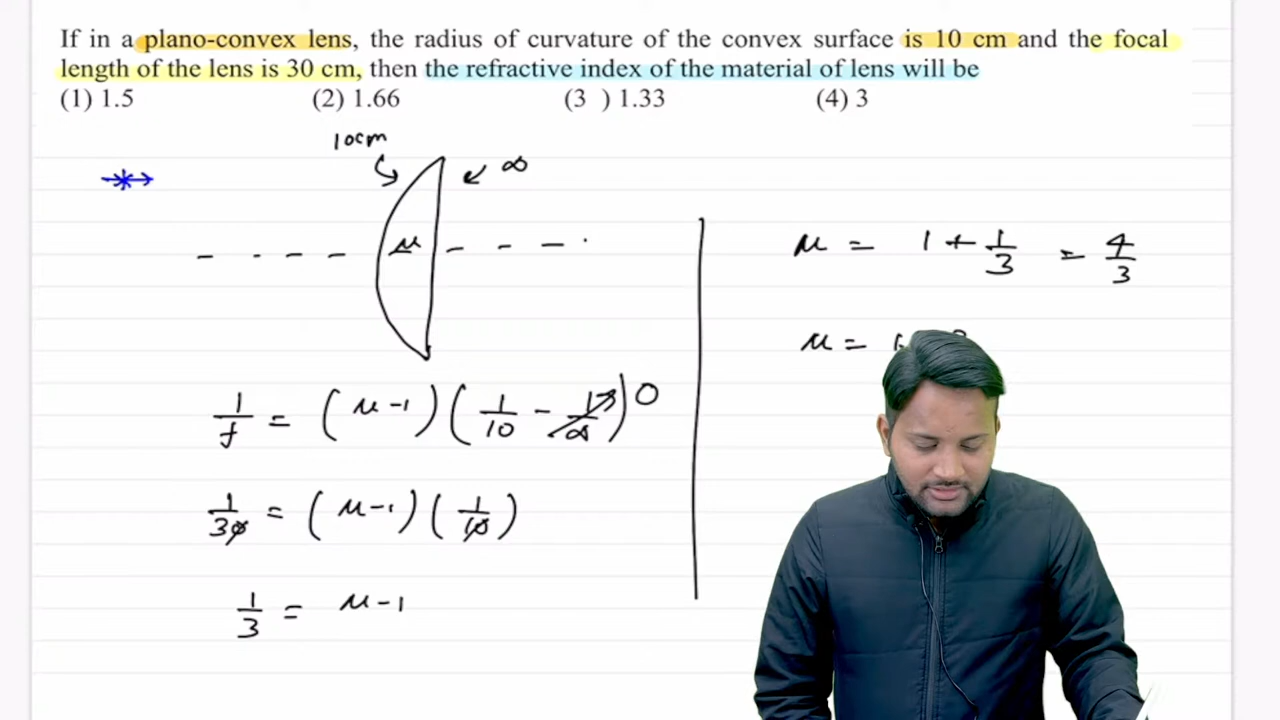 If in a plano-convex lens, the radius of curvature of the convex surface is 10 cm and the focal
length of the lens is 30 cm, then the refractive index of the material of lens will be
(1) 1.5 (2) 1.66 (3 ) 1.33 (4) 3
10cm
∞
μ
1/f = (μ-1)(1/10 - 1/∞) 0
1/30 = (μ-1)(1/10)
1/3 = μ-1
μ = 1 + 1/3 = 4/3
μ =